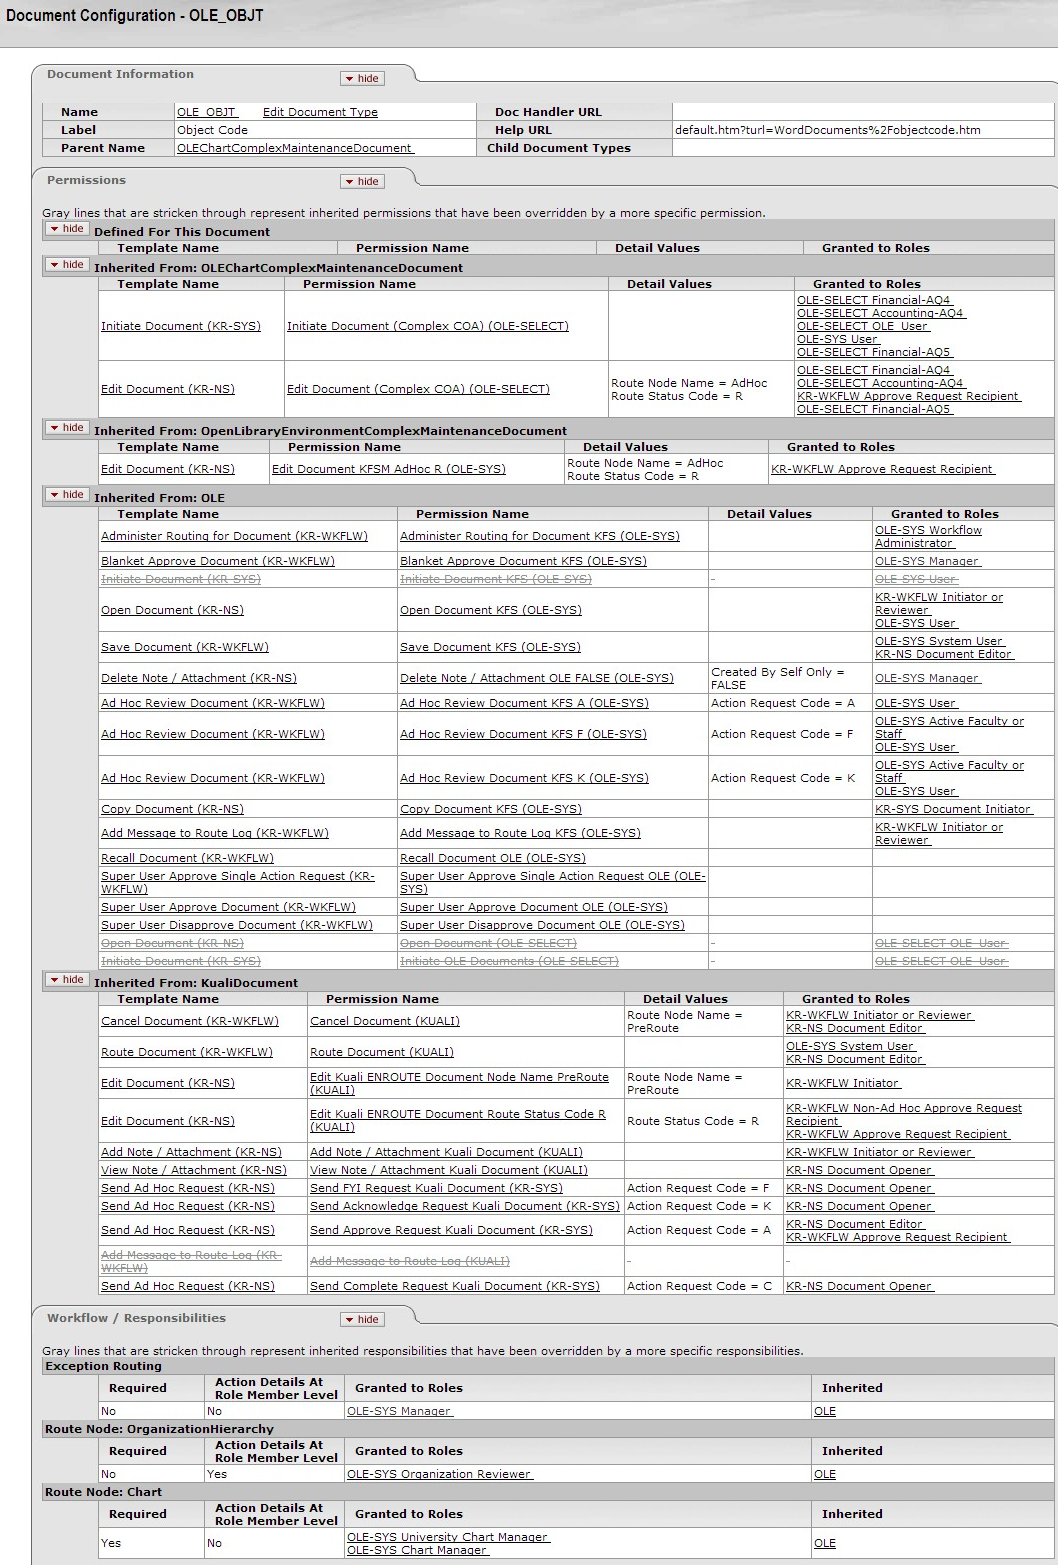 Document Configuration - OLE_OBJT
Document Information
hide
Name OLE_OBJT Edit Document Type Doc Handler URL
Label Object Code Help URL default.htm?turl=WordDocuments%2Fobjectcode.htm
Parent Name OLEChartComplexMaintenanceDocument Child Document Types
Permissions
hide
Gray lines that are stricken through represent inherited permissions that have been overridden by a more specific permission.
hide Defined For This Document
Template Name Permission Name Detail Values Granted to Roles
hide Inherited From: OLEChartComplexMaintenanceDocument
Template Name Permission Name Detail Values Granted to Roles
Initiate Document (KR-SYS) Initiate Document (Complex COA) (OLE-SELECT) OLE-SELECT Financial-AQ4
OLE-SELECT Accounting-AQ4
OLE-SELECT OLE_User
OLE-SYS User
OLE-SELECT Financial-AQ5
Edit Document (KR-NS) Edit Document (Complex COA) (OLE-SELECT) Route Node Name = AdHoc
Route Status Code = R
OLE-SELECT Financial-AQ4
OLE-SELECT Accounting-AQ4
KR-WKFLW Approve Request Recipient
OLE-SELECT Financial-AQ5
hide Inherited From: OpenLibraryEnvironmentComplexMaintenanceDocument
Template Name Permission Name Detail Values Granted to Roles
Edit Document (KR-NS) Edit Document KFSM AdHoc R (OLE-SYS) Route Node Name = AdHoc
Route Status Code = R
KR-WKFLW Approve Request Recipient
hide Inherited From: OLE
Template Name Permission Name Detail Values Granted to Roles
Administer Routing for Document (KR-WKFLW) Administer Routing for Document KFS (OLE-SYS) OLE-SYS Workflow
Administrator
Blanket Approve Document (KR-WKFLW) Blanket Approve Document KFS (OLE-SYS) OLE-SYS Manager
Initiate Document (KR-SYS) Initiate Document KFS (OLE-SYS) - OLE-SYS User
Open Document (KR-NS) Open Document KFS (OLE-SYS) KR-WKFLW Initiator or
Reviewer
OLE-SYS User
Save Document (KR-WKFLW) Save Document KFS (OLE-SYS) OLE-SYS System User
KR-NS Document Editor
Delete Note / Attachment (KR-NS) Delete Note / Attachment OLE FALSE (OLE-SYS) Created By Self Only =
FALSE
OLE-SYS Manager
Ad Hoc Review Document (KR-WKFLW) Ad Hoc Review Document KFS A (OLE-SYS) Action Request Code = A OLE-SYS User
Ad Hoc Review Document (KR-WKFLW) Ad Hoc Review Document KFS F (OLE-SYS) Action Request Code = F OLE-SYS Active Faculty or
Staff
OLE-SYS User
Ad Hoc Review Document (KR-WKFLW) Ad Hoc Review Document KFS K (OLE-SYS) Action Request Code = K OLE-SYS Active Faculty or
Staff
OLE-SYS User
Copy Document (KR-NS) Copy Document KFS (OLE-SYS) KR-SYS Document Initiator
Add Message to Route Log (KR-WKFLW) Add Message to Route Log KFS (OLE-SYS) KR-WKFLW Initiator or
Reviewer
Recall Document (KR-WKFLW) Recall Document OLE (OLE-SYS)
Super User Approve Single Action Request (KR-
WKFLW)
Super User Approve Single Action Request OLE (OLE-
SYS)
Super User Approve Document (KR-WKFLW) Super User Approve Document OLE (OLE-SYS)
Super User Disapprove Document (KR-WKFLW) Super User Disapprove Document OLE (OLE-SYS)
Open Document (KR-NS) Open Document (OLE-SELECT) - OLE-SELECT OLE_User
Initiate Document (KR-SYS) Initiate OLE Documents (OLE-SELECT) - OLE-SELECT OLE_User
hide Inherited From: KualiDocument
Template Name Permission Name Detail Values Granted to Roles
Cancel Document (KR-WKFLW) Cancel Document (KUALI) Route Node Name =
PreRoute
KR-WKFLW Initiator or Reviewer
KR-NS Document Editor
Route Document (KR-WKFLW) Route Document (KUALI) OLE-SYS System User
KR-NS Document Editor
Edit Document (KR-NS) Edit Kuali ENROUTE Document Node Name PreRoute
(KUALI)
Route Node Name =
PreRoute
KR-WKFLW Initiator
Edit Document (KR-NS) Edit Kuali ENROUTE Document Route Status Code R
(KUALI)
Route Status Code = R KR-WKFLW Non-Ad Hoc Approve Request
Recipient
KR-WKFLW Approve Request Recipient
Add Note / Attachment (KR-NS) Add Note / Attachment Kuali Document (KUALI) KR-WKFLW Initiator or Reviewer
View Note / Attachment (KR-NS) View Note / Attachment Kuali Document (KUALI) KR-NS Document Opener
Send Ad Hoc Request (KR-NS) Send FYI Request Kuali Document (KR-SYS) Action Request Code = F KR-NS Document Opener
Send Ad Hoc Request (KR-NS) Send Acknowledge Request Kuali Document (KR-SYS) Action Request Code = K KR-NS Document Opener
Send Ad Hoc Request (KR-NS) Send Approve Request Kuali Document (KR-SYS) Action Request Code = A KR-NS Document Editor
KR-WKFLW Approve Request Recipient
Add Message to Route Log (KR-
WKFLW)
Add Message to Route Log (KUALI) - -
Send Ad Hoc Request (KR-NS) Send Complete Request Kuali Document (KR-SYS) Action Request Code = C KR-NS Document Opener
Workflow / Responsibilities
hide
Gray lines that are stricken through represent inherited responsibilities that have been overridden by a more specific responsibilities.
Exception Routing
Required Action Details At
Role Member Level Granted to Roles Inherited
No No OLE-SYS Manager OLE
Route Node: OrganizationHierarchy
Required Action Details At
Role Member Level Granted to Roles Inherited
No Yes OLE-SYS Organization Reviewer OLE
Route Node: Chart
Required Action Details At
Role Member Level Granted to Roles Inherited
Yes No OLE-SYS University Chart Manager
OLE-SYS Chart Manager
OLE